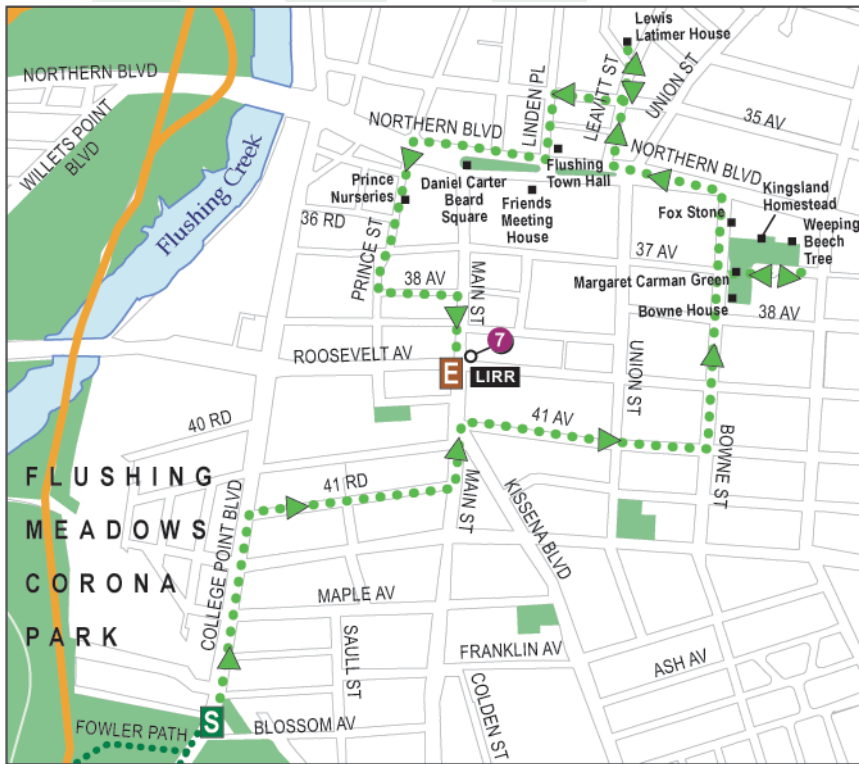 Lewis
Latimer House
NORTHERN BLVD
WILLETS POINT
BLVD
Flushing Creek
LINDEN PL
LEAVITT ST
UNION ST
35 AV
NORTHERN BLVD
NORTHERN BLVD
Flushing
Town Hall
Kingsland
Homestead
Prince
Nurseries
Daniel Carter
Beard
Square
Friends
Meeting
House
Fox Stone
Weeping
Beech
Tree
36 RD
PRINCE ST
37 AV
38 AV
MAIN ST
Margaret Carman Green
Bowne House
38 AV
7
ROOSEVELT AV
E
LIRR
UNION ST
40 RD
41 AV
BOWNE ST
FLUSHING
MEADOWS
CORONA
PARK
COLLEGE POINT BLVD
41 RD
MAIN ST
KISSENA BLVD
MAPLE AV
SAULL ST
FRANKLIN AV
ASH AV
COLDEN ST
S
FOWLER PATH
BLOSSOM AV